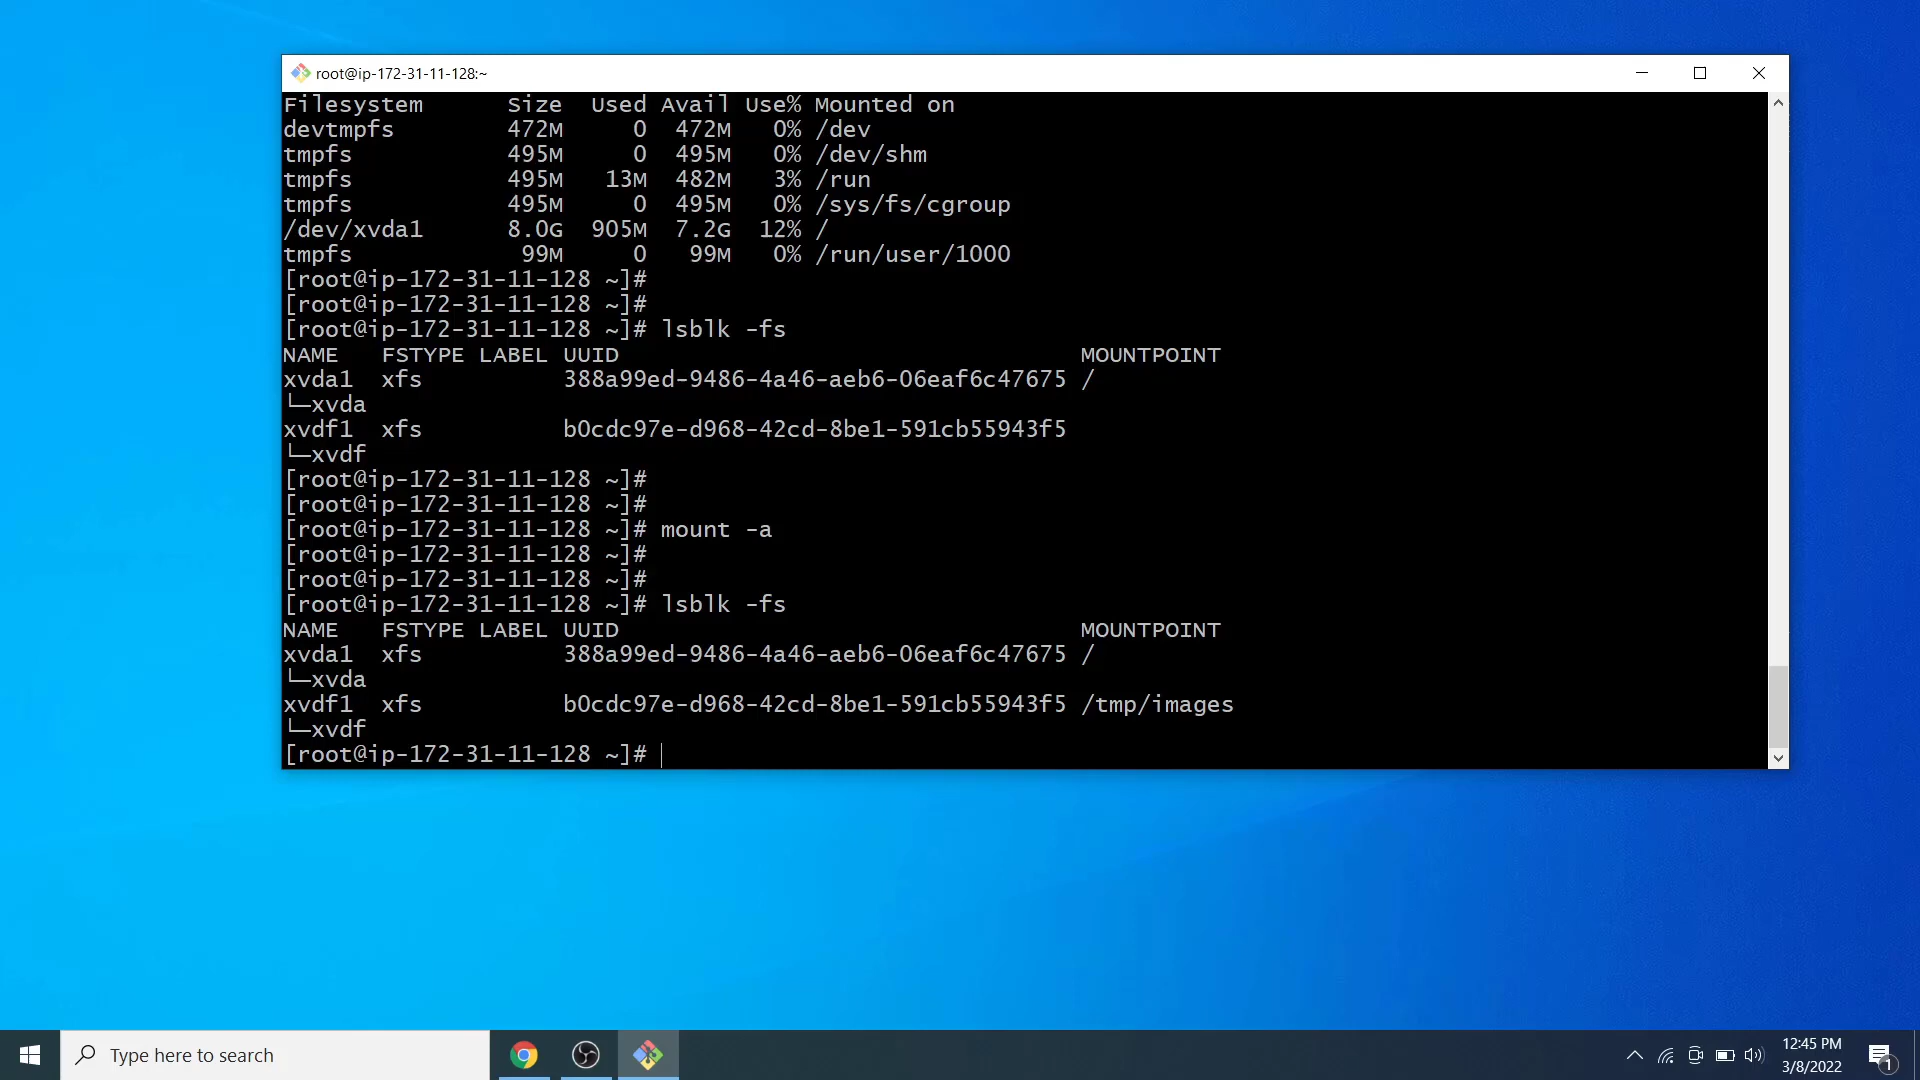 root@ip-172-31-11-128:~
Filesystem      Size  Used Avail Use% Mounted on
devtmpfs        472M     0  472M   0% /dev
tmpfs           495M     0  495M   0% /dev/shm
tmpfs           495M   13M  482M   3% /run
tmpfs           495M     0  495M   0% /sys/fs/cgroup
/dev/xvda1      8.0G  905M  7.2G  12% /
tmpfs            99M     0   99M   0% /run/user/1000
[root@ip-172-31-11-128 ~]#
[root@ip-172-31-11-128 ~]#
[root@ip-172-31-11-128 ~]# lsblk -fs
NAME   FSTYPE LABEL UUID                                 MOUNTPOINT
xvda1  xfs          388a99ed-9486-4a46-aeb6-06eaf6c47675 /
└─xvda
xvdf1  xfs          b0cdc97e-d968-42cd-8be1-591cb55943f5
└─xvdf
[root@ip-172-31-11-128 ~]#
[root@ip-172-31-11-128 ~]#
[root@ip-172-31-11-128 ~]# mount -a
[root@ip-172-31-11-128 ~]#
[root@ip-172-31-11-128 ~]#
[root@ip-172-31-11-128 ~]# lsblk -fs
NAME   FSTYPE LABEL UUID                                 MOUNTPOINT
xvda1  xfs          388a99ed-9486-4a46-aeb6-06eaf6c47675 /
└─xvda
xvdf1  xfs          b0cdc97e-d968-42cd-8be1-591cb55943f5 /tmp/images
└─xvdf
[root@ip-172-31-11-128 ~]#
Type here to search
12:45 PM
3/8/2022
1